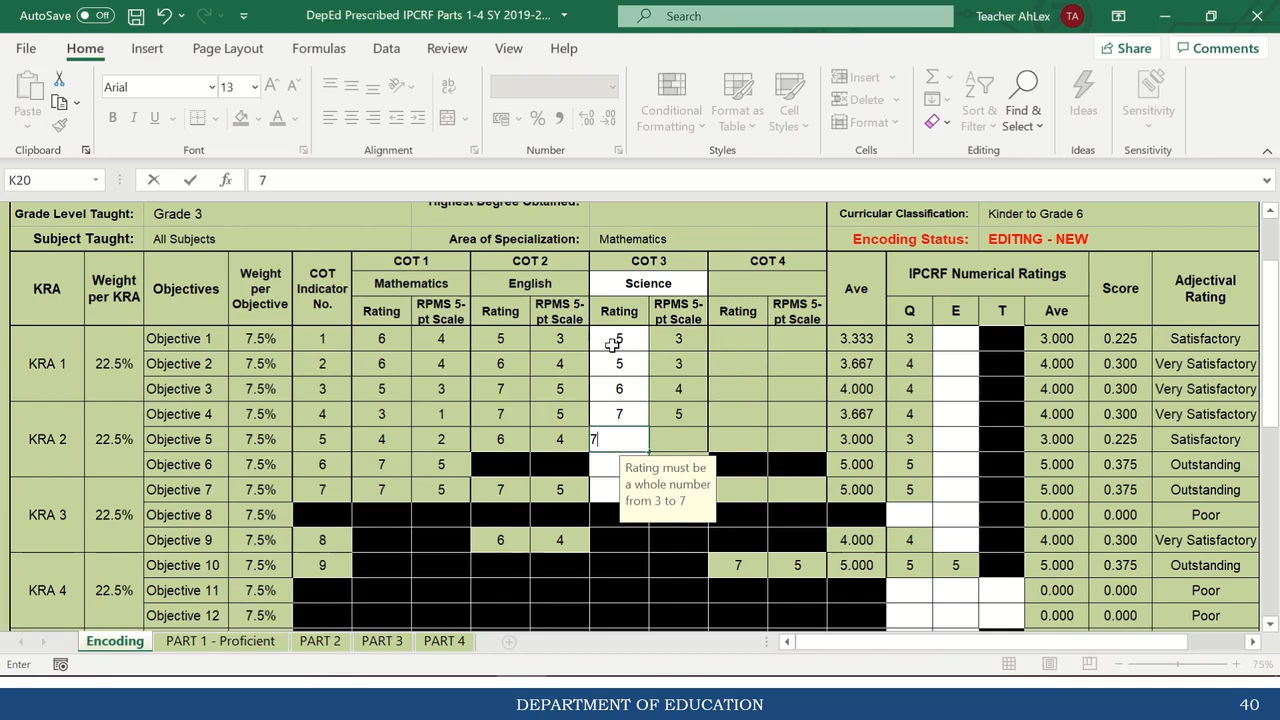 AutoSave Off DepEd Prescribed IPCRF Parts 1-4 SY 2019-2... Search Teacher AhLex TA
File Home Insert Page Layout Formulas Data Review View Help Share Comments
Arial 13 Insert
Paste Conditional Formatting Format as Table Cell Styles Delete Sort & Filter Find & Select Ideas Sensitivity
Format
Clipboard Font Alignment Number Styles Cells Editing Ideas Sensitivity
K20 fx 7
Grade Level Taught: Grade 3 Highest Degree Obtained: Curricular Classification: Kinder to Grade 6
Subject Taught: All Subjects Area of Specialization: Mathematics Encoding Status: EDITING - NEW
KRA Weight per KRA Objectives Weight per Objective COT Indicator No. COT 1 COT 2 COT 3 COT 4 Ave IPCRF Numerical Ratings Score Adjectival Rating
Mathematics English Science
Rating RPMS 5-pt Scale Rating RPMS 5-pt Scale Rating RPMS 5-pt Scale Rating RPMS 5-pt Scale Q E T Ave
Objective 1 7.5% 1 6 4 5 3 5 3 3.333 3 3.000 0.225 Satisfactory
KRA 1 22.5% Objective 2 7.5% 2 6 4 6 4 5 3 3.667 4 4.000 0.300 Very Satisfactory
Objective 3 7.5% 3 5 3 7 5 6 4 4.000 4 4.000 0.300 Very Satisfactory
Objective 4 7.5% 4 3 1 7 5 7 5 3.667 4 4.000 0.300 Very Satisfactory
KRA 2 22.5% Objective 5 7.5% 5 4 2 6 4 7 3.000 3 3.000 0.225 Satisfactory
Objective 6 7.5% 6 7 5 5.000 5 5.000 0.375 Outstanding
Objective 7 7.5% 7 7 5 7 5 5.000 5 5.000 0.375 Outstanding
Rating must be
a whole number
from 3 to 7
KRA 3 22.5% Objective 8 7.5% 0.000 0.000 Poor
Objective 9 7.5% 8 6 4 4.000 4 4.000 0.300 Very Satisfactory
Objective 10 7.5% 9 7 5 5.000 5 5 5.000 0.375 Outstanding
KRA 4 22.5% Objective 11 7.5% 0.000 0.000 Poor
Objective 12 7.5% 0.000 0.000 Poor
Encoding PART 1 - Proficient PART 2 PART 3 PART 4
Enter 75%
DEPARTMENT OF EDUCATION 40